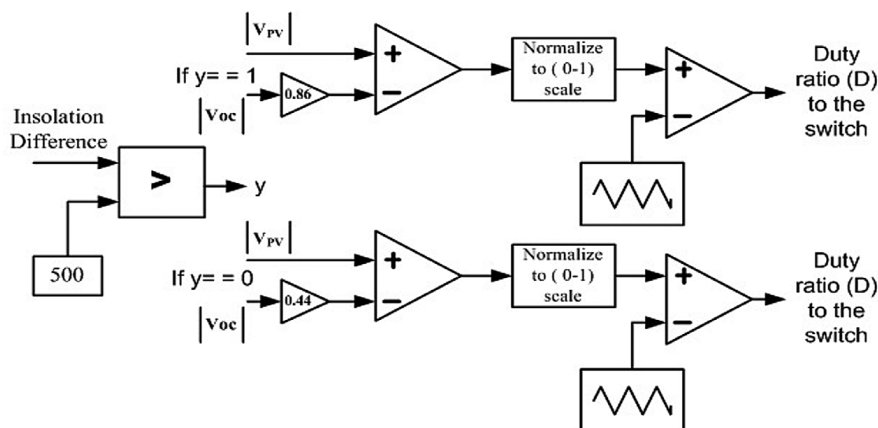 |VPV|
If y= = 1
0.86
|Voc|
+
−
Normalize
to ( 0-1)
scale
+
−
Duty
ratio (D)
to the
switch
Insolation
Difference
>
y
500
|VPV|
If y= = 0
0.44
|Voc|
+
−
Normalize
to ( 0-1)
scale
+
−
Duty
ratio (D)
to the
switch